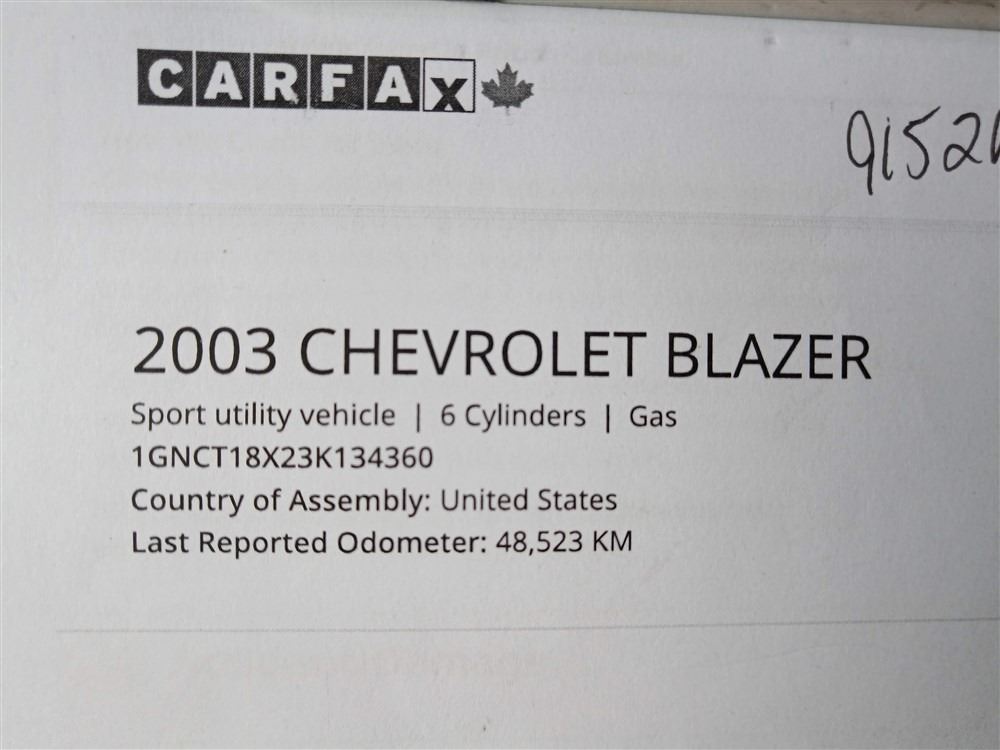 CARFAX
9152
2003 CHEVROLET BLAZER
Sport utility vehicle | 6 Cylinders | Gas
1GNCT18X23K134360
Country of Assembly: United States
Last Reported Odometer: 48,523 KM